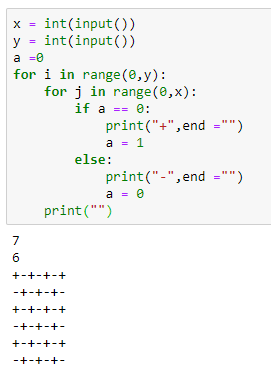 x = int(input())
y = int(input())
a =0
for i in range(0,y):
    for j in range(0,x):
        if a == 0:
            print("+",end ="")
            a = 1
        else:
            print("-",end ="")
            a = 0
    print("")
7
6
+-+-+-+
-+-+-+-
+-+-+-+
-+-+-+-
+-+-+-+
-+-+-+-